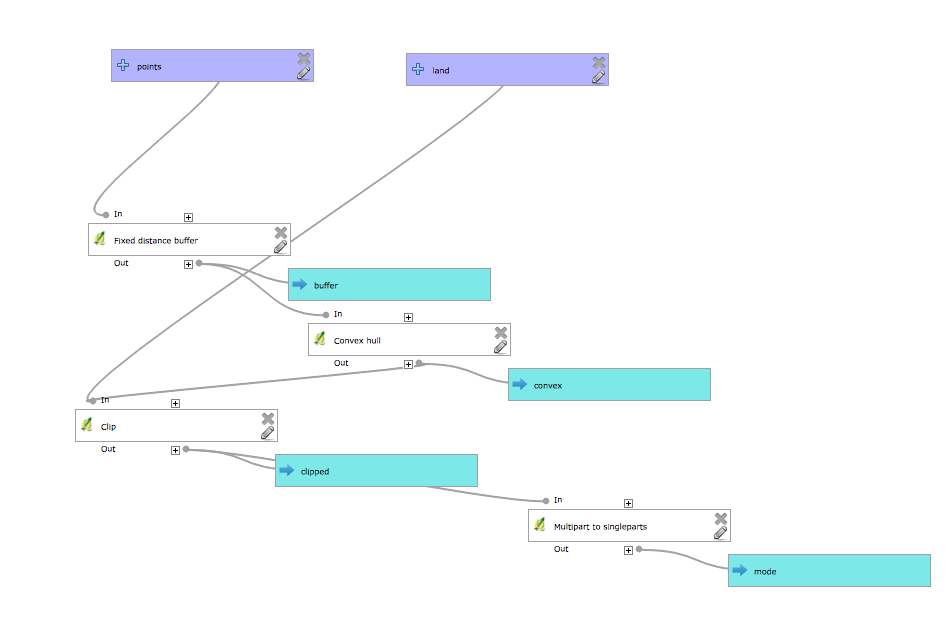 points
land
In
Fixed distance buffer
Out
buffer
In
Convex hull
Out
convex
In
Clip
Out
clipped
In
Multipart to singleparts
Out
mode